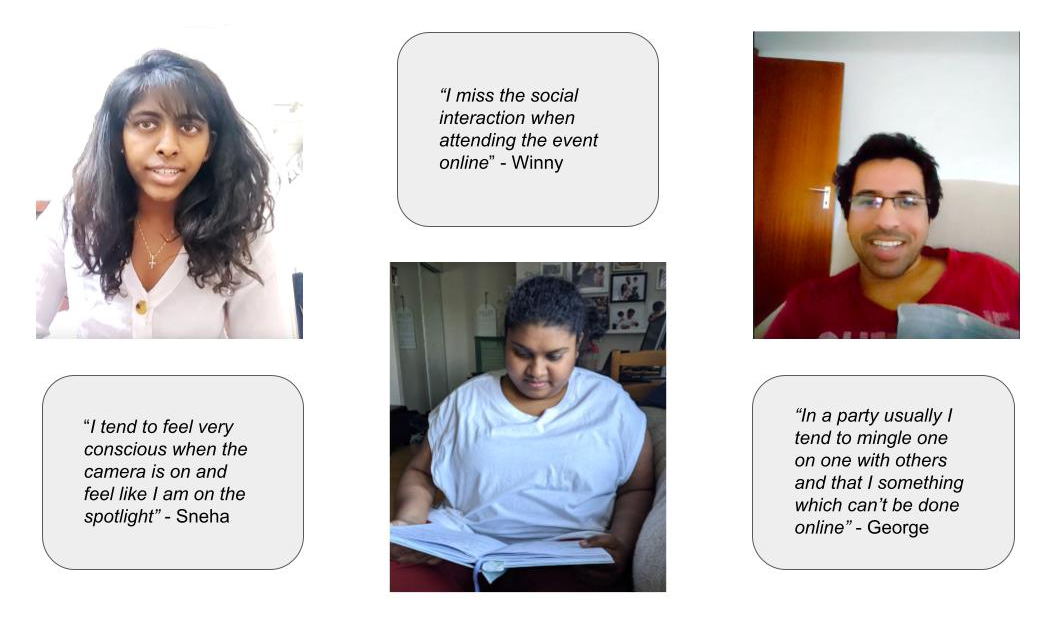 “I miss the social
interaction when
attending the event
online” - Winny
“I tend to feel very
conscious when the
camera is on and
feel like I am on the
spotlight” - Sneha
“In a party usually I
tend to mingle one
on one with others
and that I something
which can’t be done
online” - George